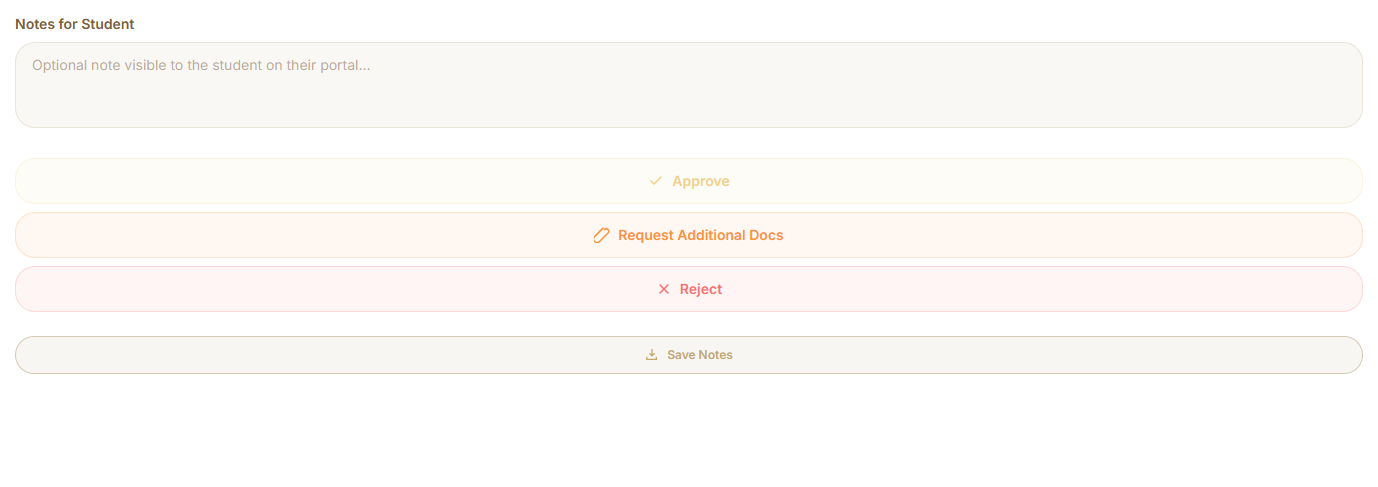 Notes for Student
Optional note visible to the student on their portal...
Approve
Request Additional Docs
Reject
Save Notes